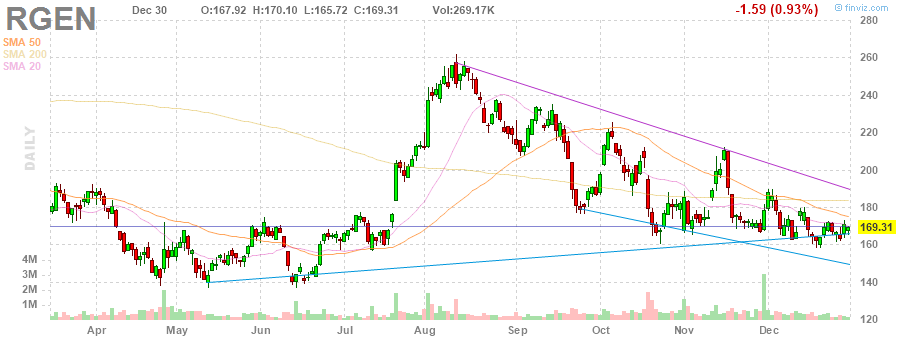 RGEN Dec 30 O:167.92 H:170.10 L:165.72 C:169.31 Vol:269.17K -1.59 (0.93%) © finviz.com
SMA 50
SMA 200
SMA 20
DAILY
280
260
240
220
200
180
169.31
160
140
120
4M
3M
2M
1M
Apr May Jun Jul Aug Sep Oct Nov Dec